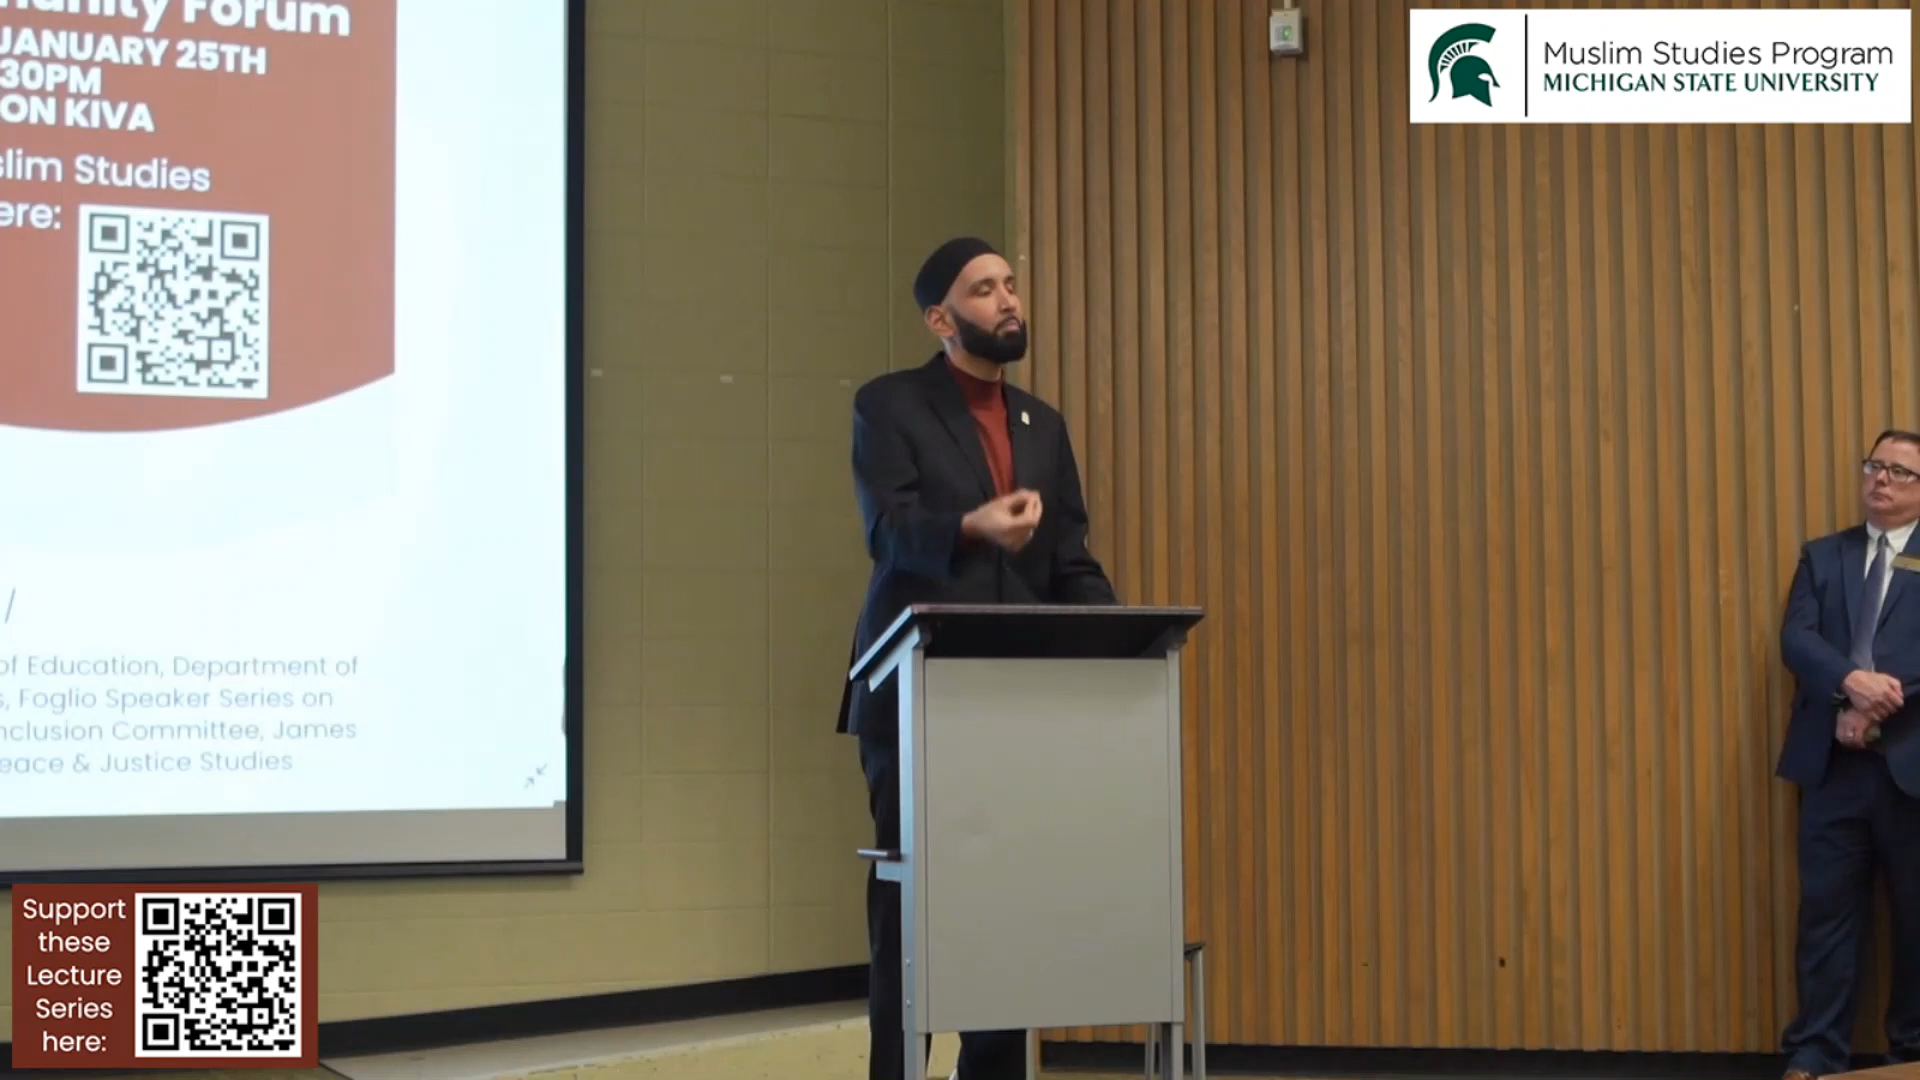 nunity Forum
JANUARY 25TH
30PM
ON KIVA
slim Studies
ere:
/
of Education, Department of
s, Foglio Speaker Series on
nclusion Committee, James
eace & Justice Studies
Muslim Studies Program
MICHIGAN STATE UNIVERSITY
Support
these
Lecture
Series
here: